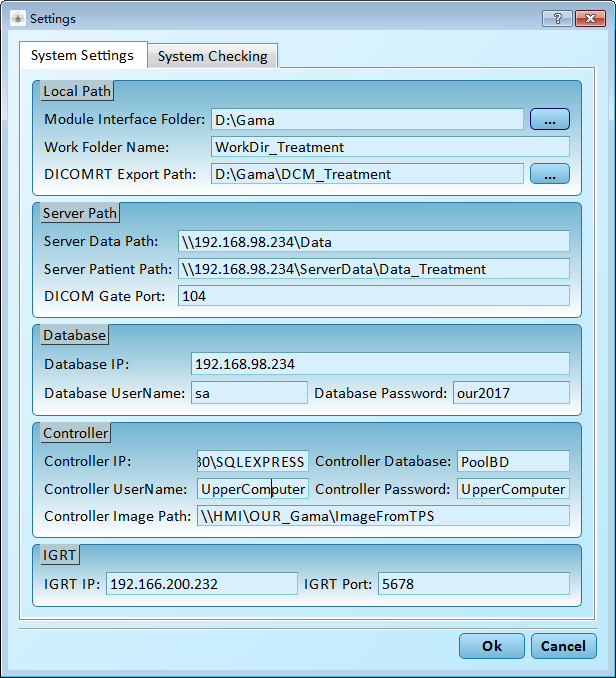 Settings
?
System Settings System Checking
Local Path
Module Interface Folder: D:\Gama ...
Work Folder Name: WorkDir_Treatment
DICOMRT Export Path: D:\Gama\DCM_Treatment ...
Server Path
Server Data Path: \\192.168.98.234\Data
Server Patient Path: \\192.168.98.234\ServerData\Data_Treatment
DICOM Gate Port: 104
Database
Database IP: 192.168.98.234
Database UserName: sa Database Password: our2017
Controller
Controller IP: 30\SQLEXPRESS Controller Database: PoolBD
Controller UserName: UpperComputer Controller Password: UpperComputer
Controller Image Path: \\HMI\OUR_Gama\ImageFromTPS
IGRT
IGRT IP: 192.166.200.232 IGRT Port: 5678
Ok Cancel